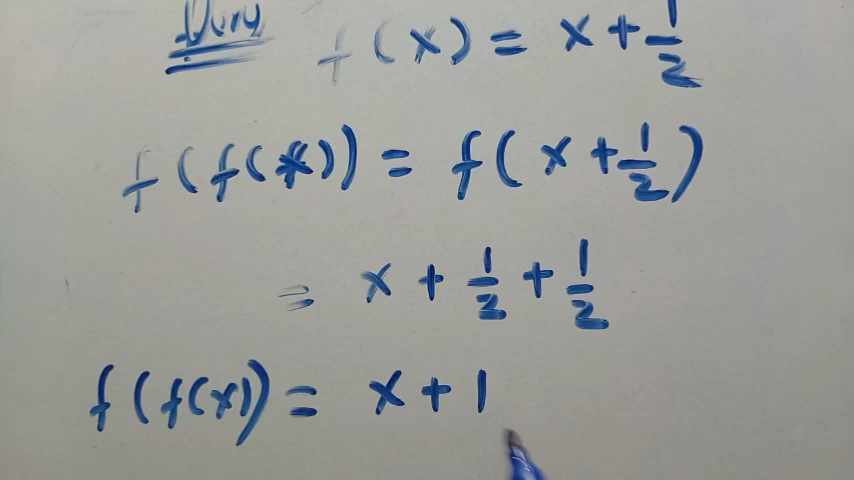 f(x) = x + 1/2
f(f(x)) = f(x + 1/2)
= x + 1/2 + 1/2
f(f(x)) = x + 1